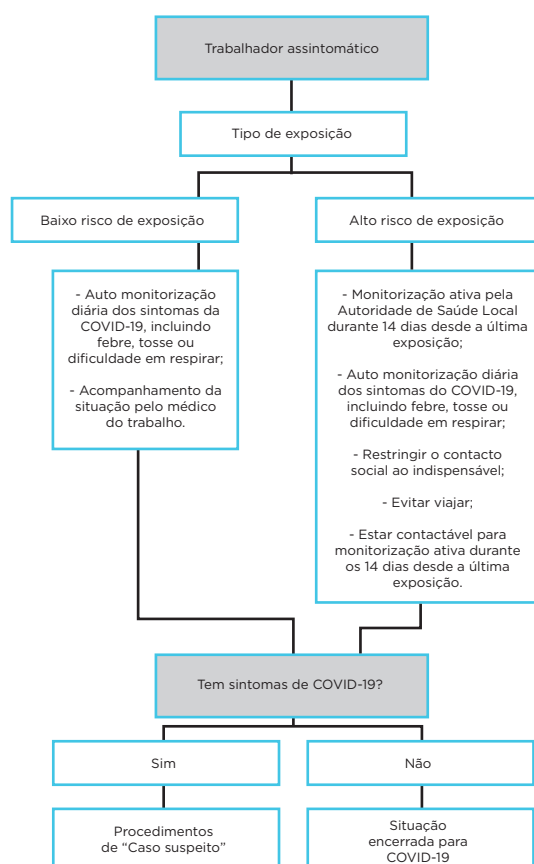 Trabalhador assintomático
Tipo de exposição
Baixo risco de exposição
Alto risco de exposição
- Auto monitorização
diária dos sintomas da
COVID-19, incluindo
febre, tosse ou
dificuldade em respirar;
- Acompanhamento da
situação pelo médico
do trabalho.
- Monitorização ativa pela
Autoridade de Saúde Local
durante 14 dias desde a última
exposição;
- Auto monitorização diária
dos sintomas do COVID-19,
incluindo febre, tosse ou
dificuldade em respirar;
- Restringir o contacto
social ao indispensável;
- Evitar viajar;
- Estar contactável para
monitorização ativa durante
os 14 dias desde a última
exposição.
Tem sintomas de COVID-19?
Sim
Não
Procedimentos
de “Caso suspeito”
Situação
encerrada para
COVID-19